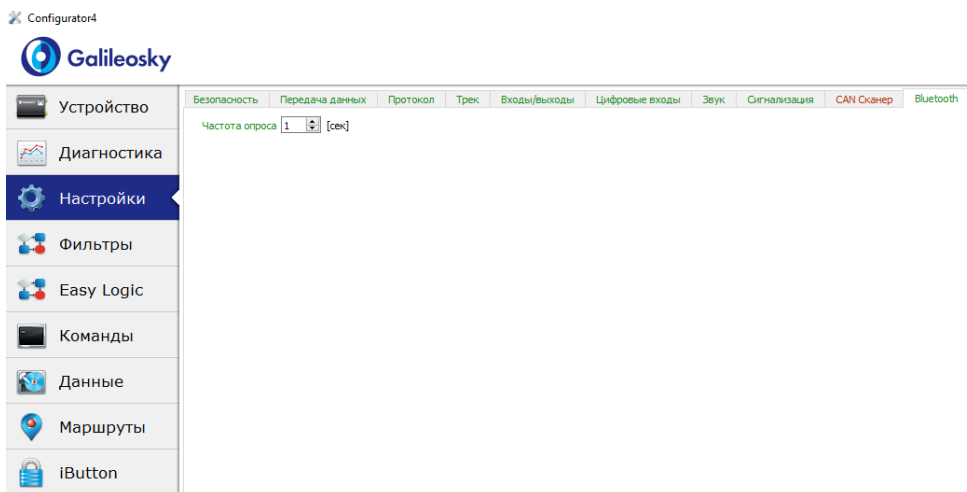 Configurator4
Galileosky
Устройство
Диагностика
Настройки
Фильтры
Easy Logic
Команды
Данные
Маршруты
iButton
Безопасность Передача данных Протокол Трек Входы/выходы Цифровые входы Звук Сигнализация CAN Сканер Bluetooth
Частота опроса 1 [сек]